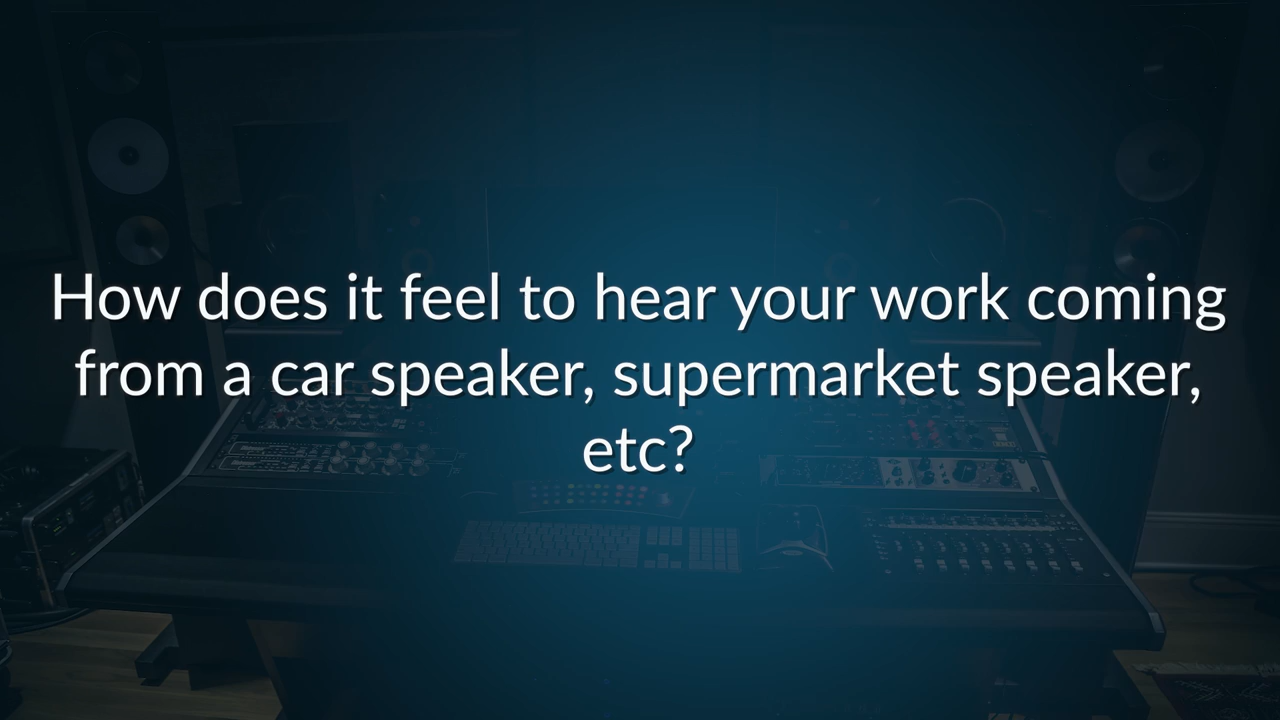 How does it feel to hear your work coming
from a car speaker, supermarket speaker,
etc?